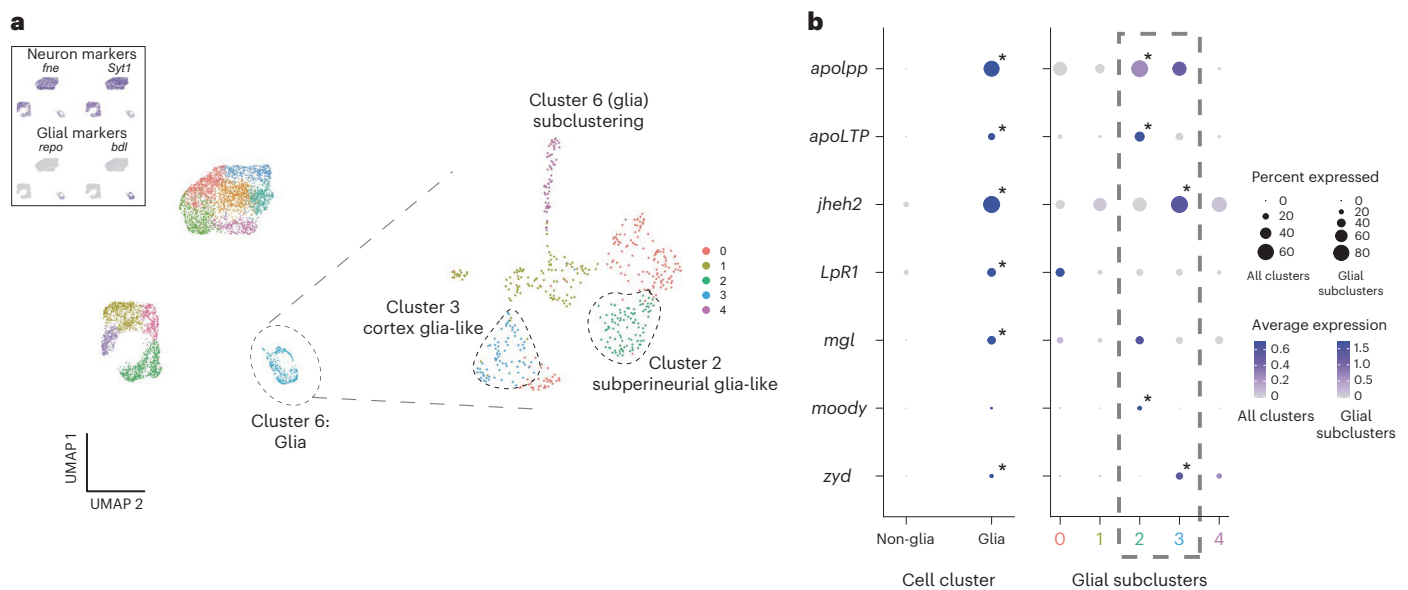 a
Neuron markers
fne Syt1
Glial markers
repo bdl
Cluster 6 (glia)
subclustering
0
1
2
3
4
Cluster 3
cortex glia-like
Cluster 2
subperineurial glia-like
Cluster 6:
Glia
UMAP 1
UMAP 2
b
apolpp * *
apoLTP * *
jheh2 * *
LpR1 *
mgl *
moody *
zyd * *
Non-glia Glia
Cell cluster
0 1 2 3 4
Glial subclusters
Percent expressed
0 0
20 20
40 40
60 60
80
All clusters Glial
subclusters
Average expression
0.6 1.5
0.4 1.0
0.2 0.5
0 0
All clusters Glial
subclusters